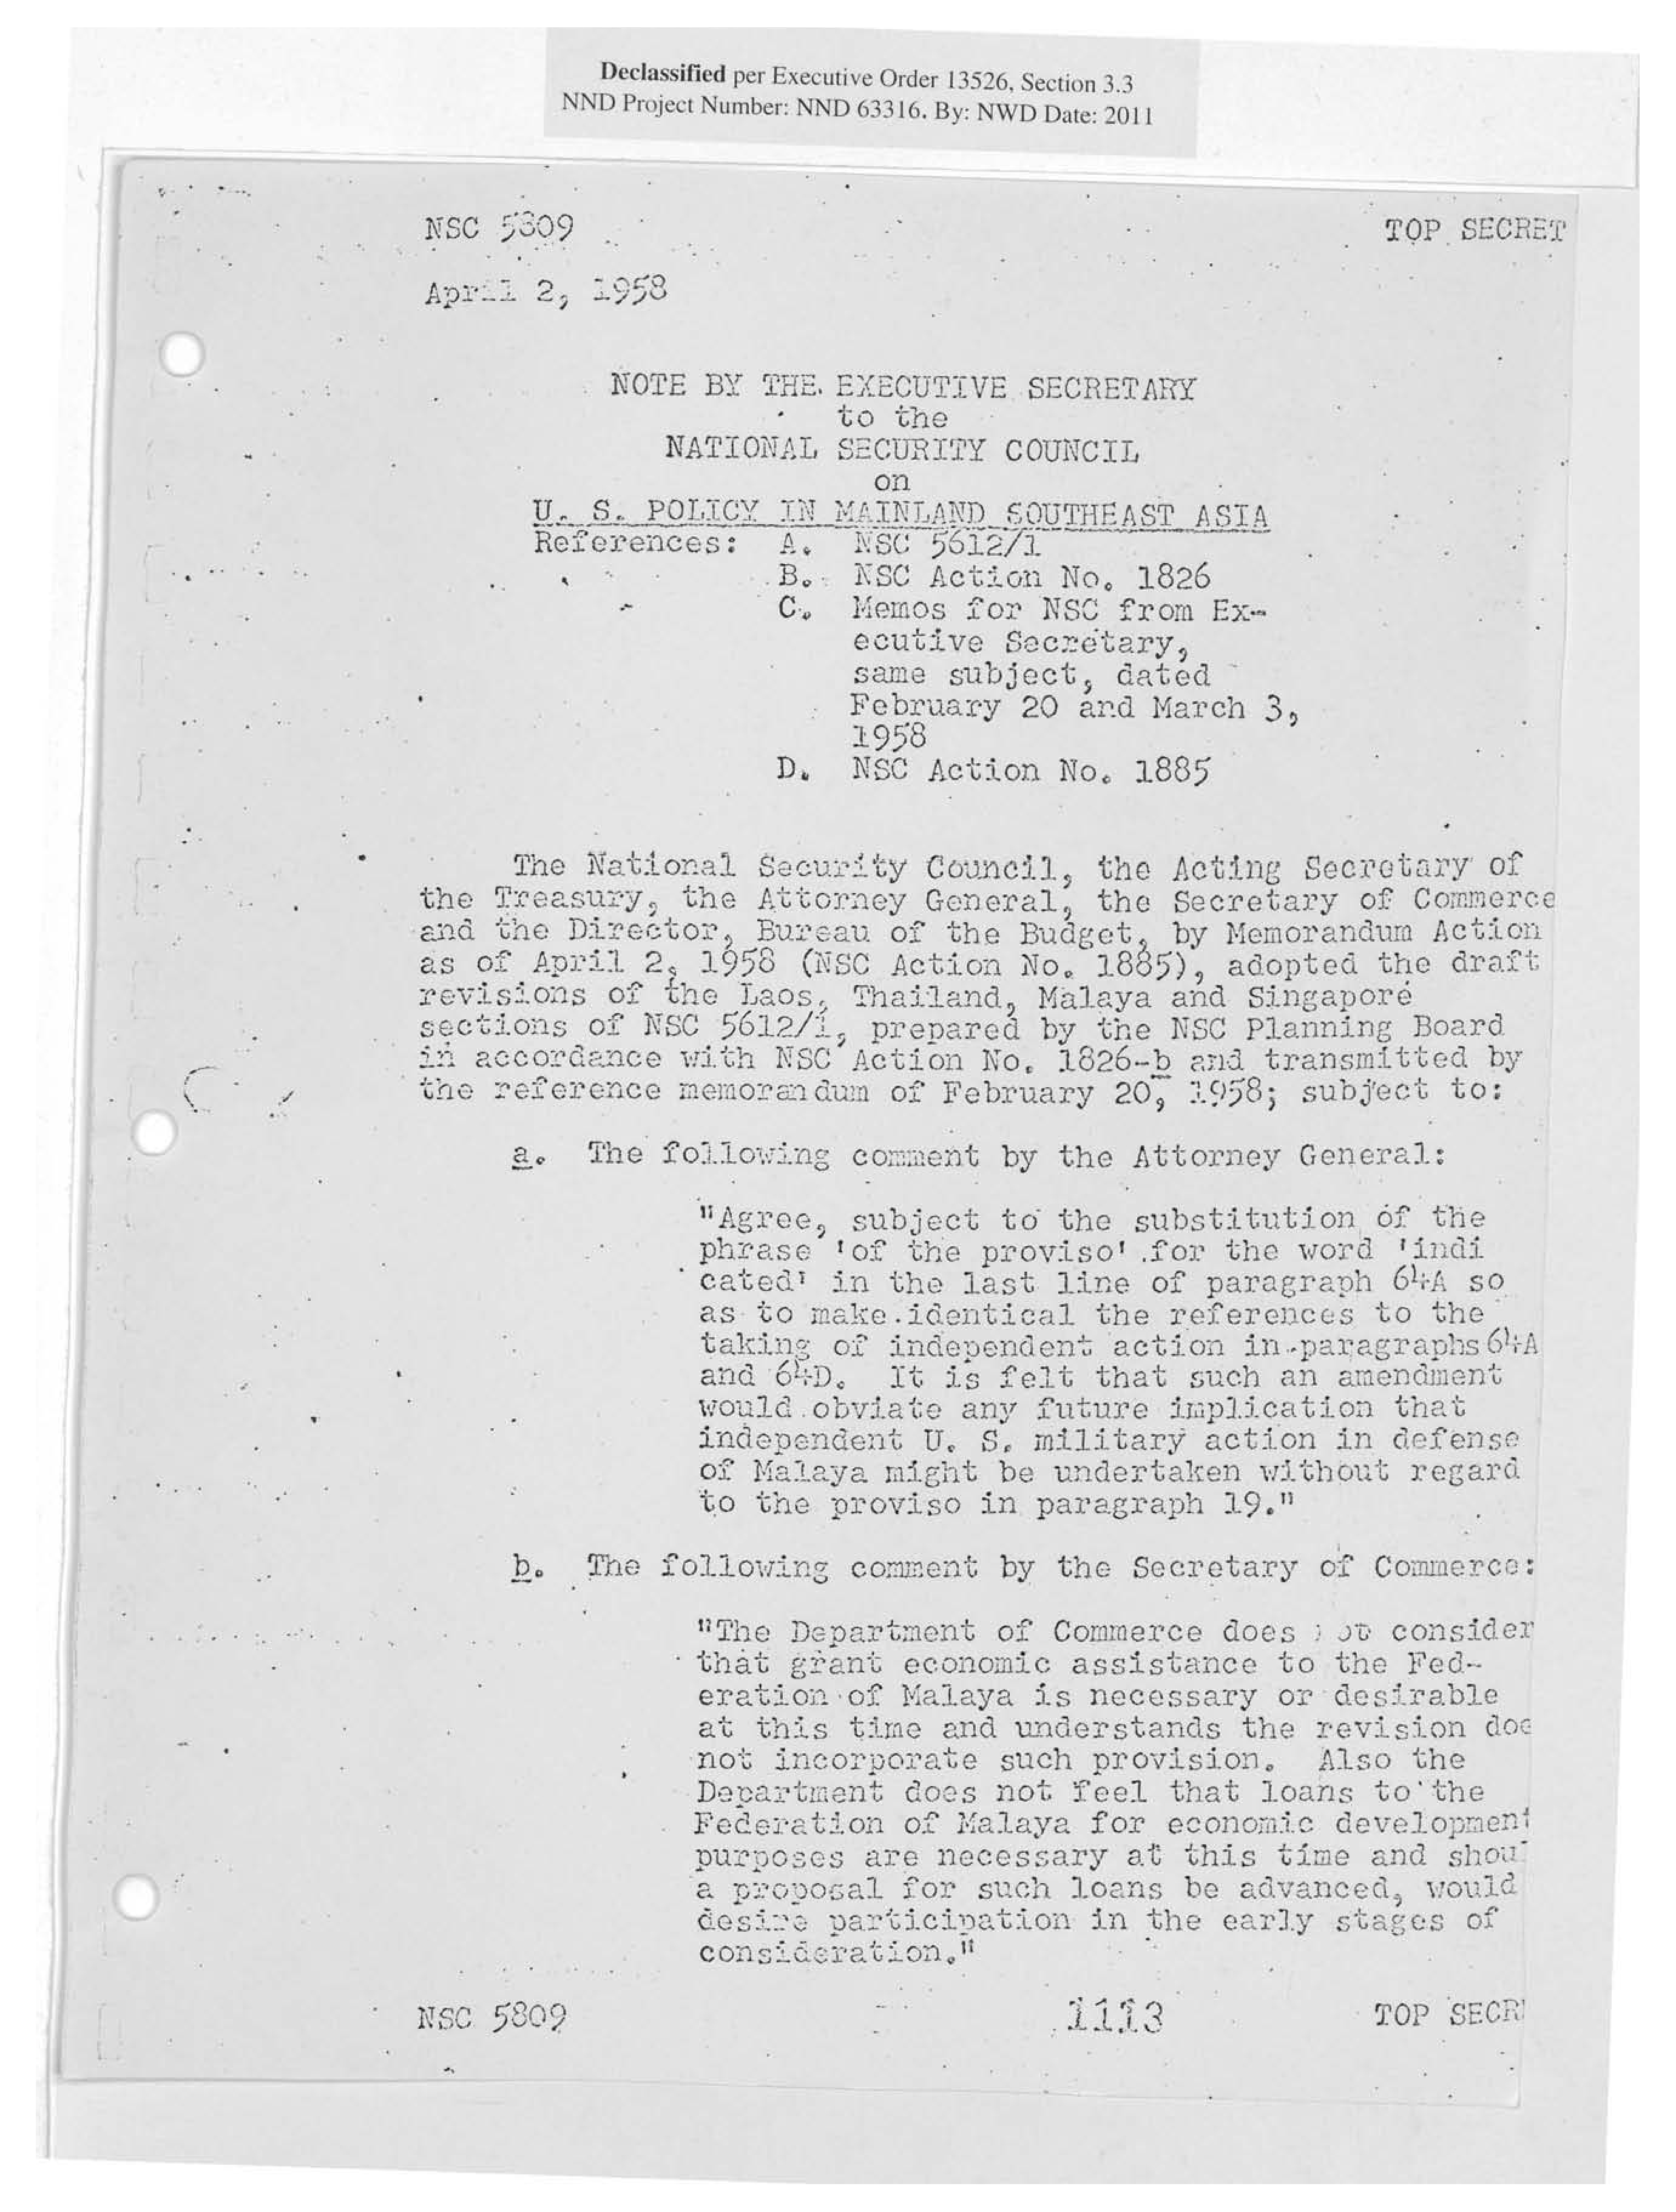 Declassified per Executive Order 13526, Section 3.3
NND Project Number: NND 63316. By: NWD Date: 2011
NSC 5809
TOP SECRET
April 2, 1958
NOTE BY THE EXECUTIVE SECRETARY
to the
NATIONAL SECURITY COUNCIL
on
U. S. POLICY IN MAINLAND SOUTHEAST ASIA
References: A. NSC 5612/1
B. NSC Action No. 1826
C. Memos for NSC from Ex-
ecutive Secretary,
same subject, dated
February 20 and March 3,
1958
D. NSC Action No. 1885
The National Security Council, the Acting Secretary of
the Treasury, the Attorney General, the Secretary of Commerce
and the Director, Bureau of the Budget, by Memorandum Action
as of April 2, 1958 (NSC Action No. 1885), adopted the draft
revisions of the Laos, Thailand, Malaya and Singapore
sections of NSC 5612/1, prepared by the NSC Planning Board
in accordance with NSC Action No. 1826-b and transmitted by
the reference memorandum of February 20, 1958; subject to:
a. The following comment by the Attorney General:
"Agree, subject to the substitution of the
phrase 'of the proviso' for the word 'indi
cated' in the last line of paragraph 64A so
as to make identical the references to the
taking of independent action in paragraphs 64A
and 64D. It is felt that such an amendment
would obviate any future implication that
independent U. S. military action in defense
of Malaya might be undertaken without regard
to the proviso in paragraph 19."
b. The following comment by the Secretary of Commerce:
"The Department of Commerce does consider
that grant economic assistance to the Fed-
eration of Malaya is necessary or desirable
at this time and understands the revision doe
not incorporate such provision. Also the
Department does not feel that loans to the
Federation of Malaya for economic development
purposes are necessary at this time and shou
a proposal for such loans be advanced, would
desire participation in the early stages of
consideration."
NSC 5809
1113
TOP SECR